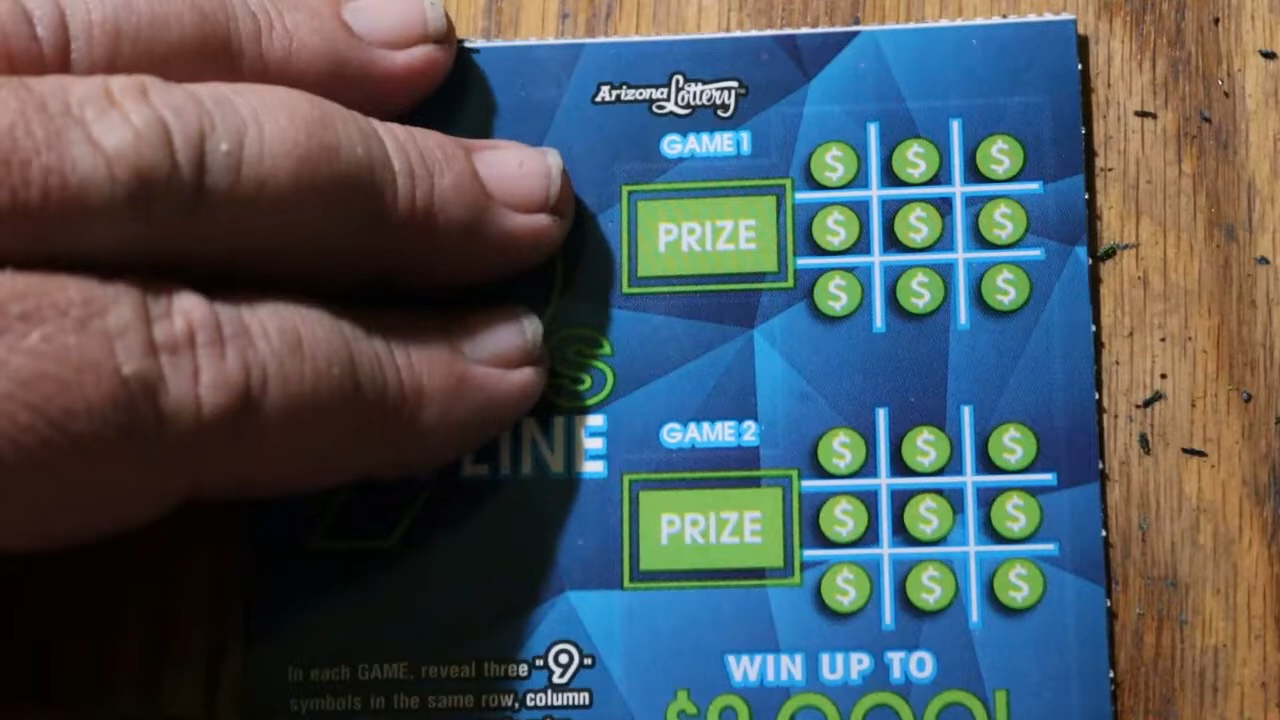 Arizona Lottery™
GAME 1
$ $ $
PRIZE
$ $ $
$ $ $
S
LINE
GAME 2
$ $ $
PRIZE
$ $ $
$ $ $
In each GAME, reveal three "9"
symbols in the same row, column
WIN UP TO